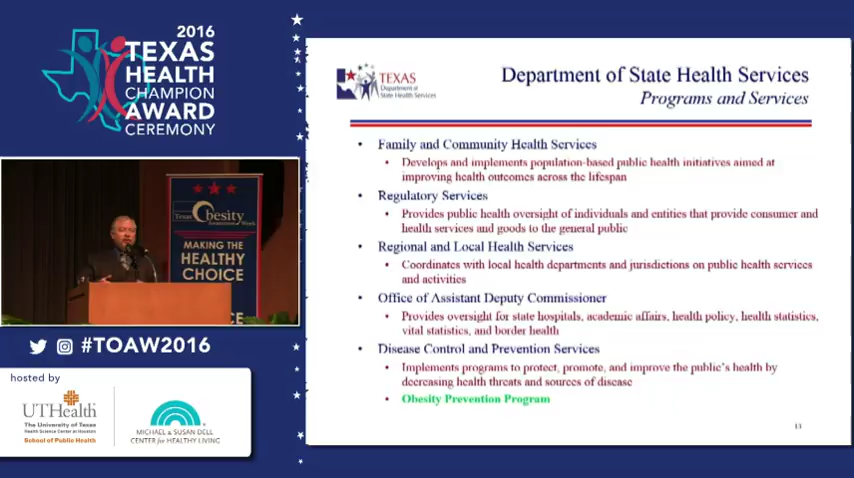 2016
TEXAS
HEALTH
CHAMPION
AWARD
CEREMONY
Texas Obesity
Awareness Week
MAKING THE
HEALTHY
CHOICE
CE
#TOAW2016
hosted by
UTHealth
The University of Texas
Health Science Center at Houston
School of Public Health
MICHAEL & SUSAN DELL
CENTER for HEALTHY LIVING
TEXAS
Department of
State Health Services
Department of State Health Services
Programs and Services
• Family and Community Health Services
• Develops and implements population-based public health initiatives aimed at
improving health outcomes across the lifespan
• Regulatory Services
• Provides public health oversight of individuals and entities that provide consumer and
health services and goods to the general public
• Regional and Local Health Services
• Coordinates with local health departments and jurisdictions on public health services
and activities
• Office of Assistant Deputy Commissioner
• Provides oversight for state hospitals, academic affairs, health policy, health statistics,
vital statistics, and border health
• Disease Control and Prevention Services
• Implements programs to protect, promote, and improve the public's health by
decreasing health threats and sources of disease
• Obesity Prevention Program
13